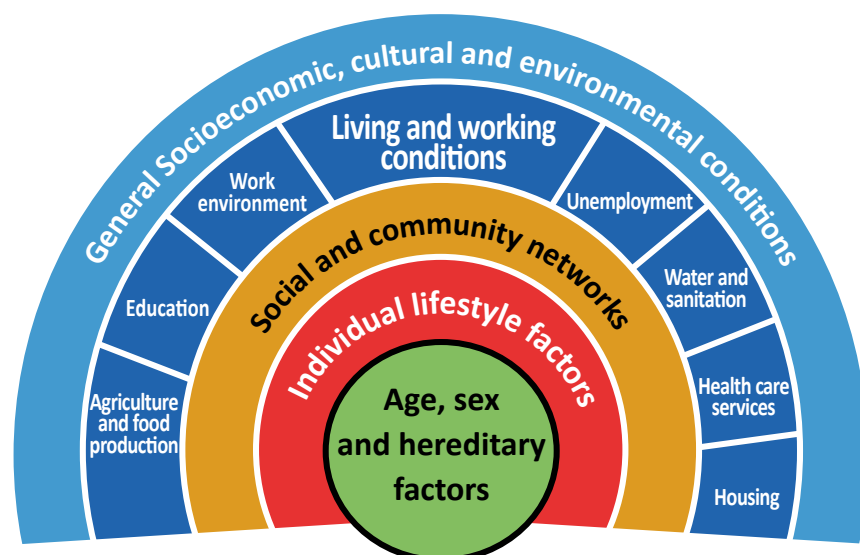 General Socioeconomic, cultural and environmental conditions
Living and working
conditions
Work
environment
Unemployment
Education
Water and
sanitation
Agriculture
and food
production
Health care
services
Housing
Social and community networks
Individual lifestyle factors
Age, sex
and hereditary
factors